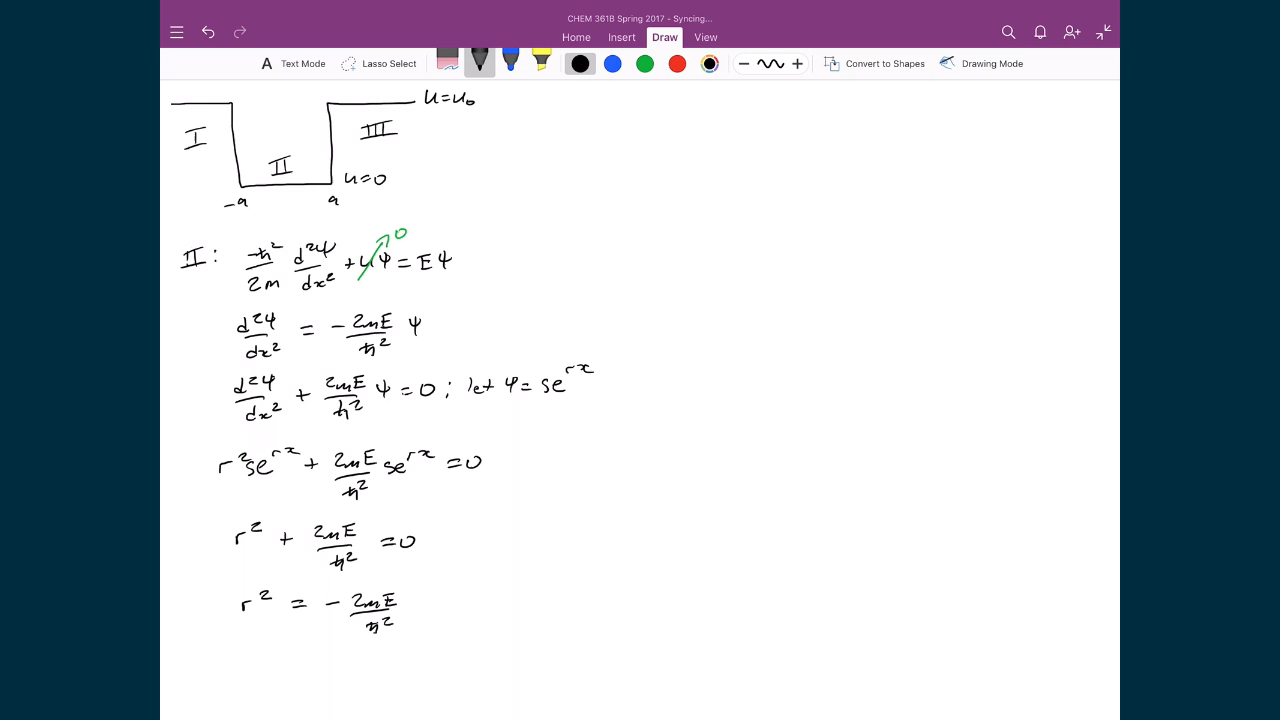 CHEM 361B Spring 2017 - Syncing...
Home Insert Draw View
Text Mode Lasso Select Convert to Shapes Drawing Mode
U=U₀
I III
II U=0
-a a
II: -ħ²/2m d²Ψ/dx² + UΨ = EΨ 0
d²Ψ/dx² = - 2mE/ħ² Ψ
d²Ψ/dx² + 2mE/ħ² Ψ = 0 ; let Ψ = se^rx
r²se^rx + 2mE/ħ² se^rx = 0
r² + 2mE/ħ² = 0
r² = - 2mE/ħ²